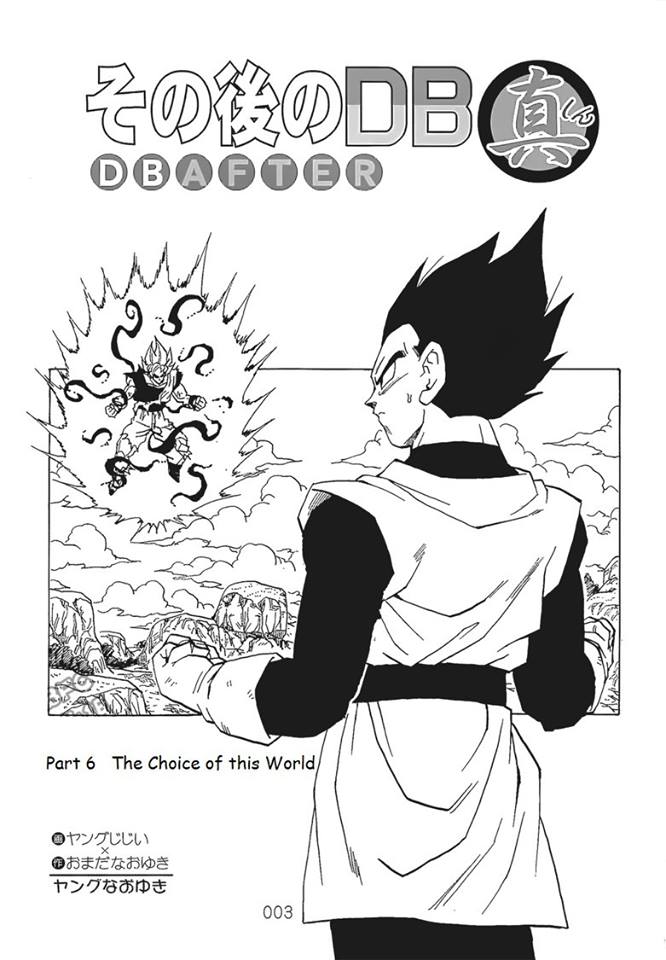 その後のDB真
しん
DBAFTER
Part 6 The Choice of this World
画ヤングじじい
×
作おまだなおゆき
ヤングなおゆき
003